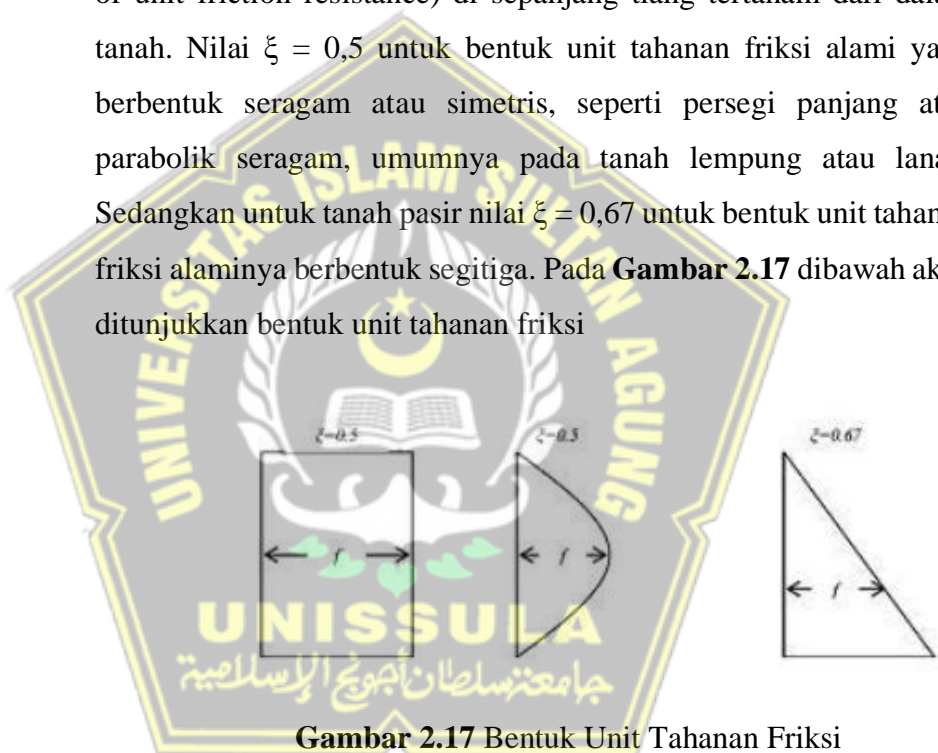 or unit friction resistance) di sepanjang tiang tertanam dari dala
tanah. Nilai ξ = 0,5 untuk bentuk unit tahanan friksi alami ya
berbentuk seragam atau simetris, seperti persegi panjang at
parabolik seragam, umumnya pada tanah lempung atau lana
Sedangkan untuk tanah pasir nilai ξ = 0,67 untuk bentuk unit tahan
friksi alaminya berbentuk segitiga. Pada Gambar 2.17 dibawah ak
ditunjukkan bentuk unit tahanan friksi
UNIVERSITAS ISLAM SULTAN AGUNG
ξ=0.5
ξ=0.5
ξ=0.67
f
f
f
UNISSULA
جامعتنسلطان أجونج الإسلامية
Gambar 2.17 Bentuk Unit Tahanan Friksi